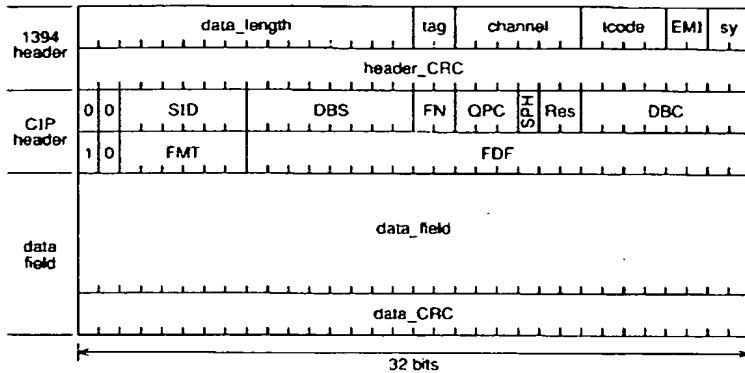 1394 header
data_length tag channel tcode EMI sy
header_CRC
CIP header
0 0 SID DBS FN QPC SPH Res DBC
1 0 FMT FDF
data field
data_field
data_CRC
32 bits